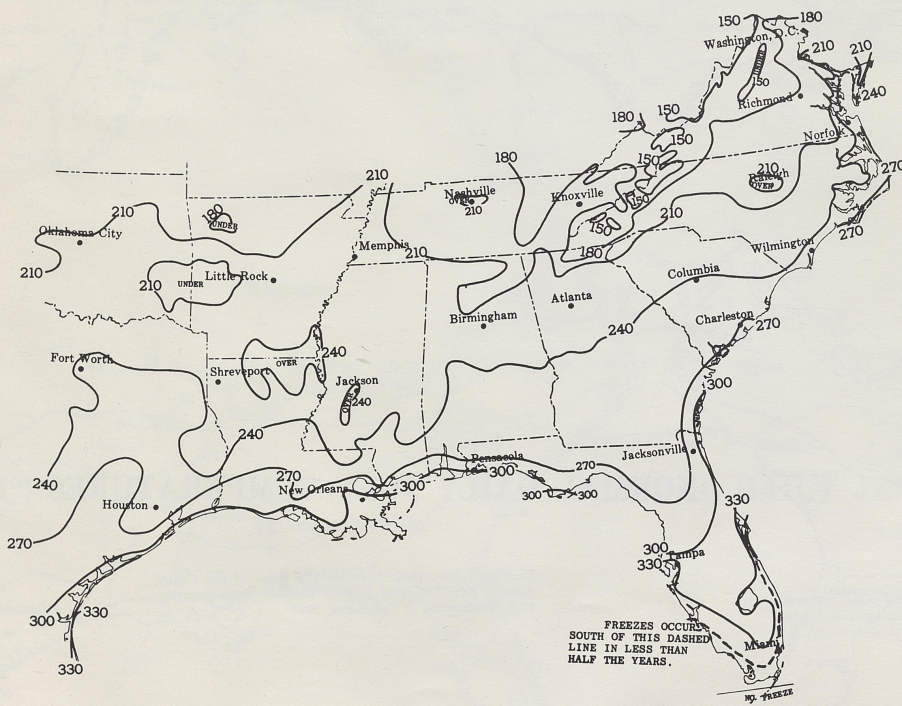 150
180
Washington, D.C.
210
210
UNDER
150
240
Richmond
150
180
Norfolk
150
180
150
270
210
210
Raleigh
OVER
Nashville
OVER
210
Knoxville
150
180
UNDER
210
150
210
Oklahoma City
270
Memphis
210
180
Wilmington
210
Little Rock
Columbia
210
UNDER
Atlanta
Birmingham
Charleston
270
240
240
Fort Worth
OVER
Shreveport
Jackson
300
OVER
240
240
Jacksonville
Pensacola
270
270
300
240
New Orleans
300
300
300
330
Houston
270
300
Tampa
330
300
330
FREEZES OCCUR
SOUTH OF THIS DASHED
LINE IN LESS THAN
HALF THE YEARS.
Miami
330
NO FREEZE